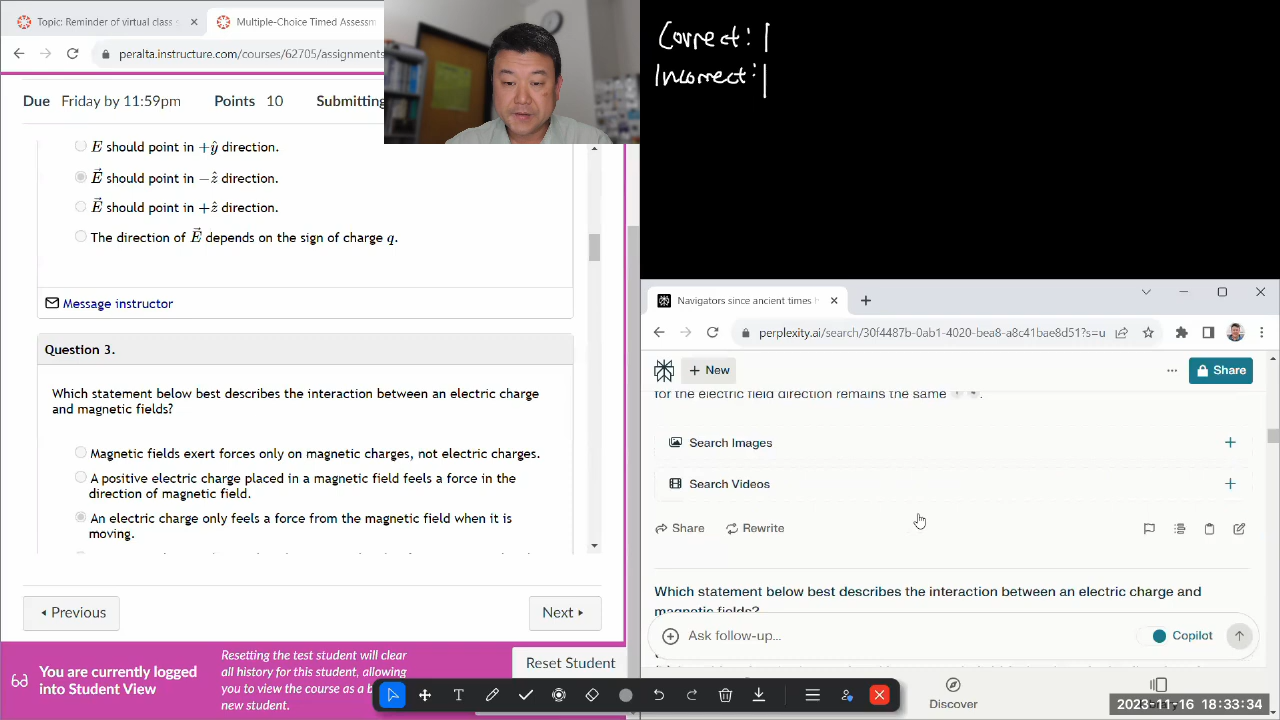 Topic: Reminder of virtual class s
Multiple-Choice Timed Assessm
peralta.instructure.com/courses/62705/assignments
Due Friday by 11:59pm Points 10 Submitting
E should point in +ŷ direction.
E⃗ should point in −ẑ direction.
E⃗ should point in +ẑ direction.
The direction of E⃗ depends on the sign of charge q.
Message instructor
Question 3.
Which statement below best describes the interaction between an electric charge
and magnetic fields?
Magnetic fields exert forces only on magnetic charges, not electric charges.
A positive electric charge placed in a magnetic field feels a force in the
direction of magnetic field.
An electric charge only feels a force from the magnetic field when it is
moving.
Previous
Next
You are currently logged
into Student View
Resetting the test student will clear
all history for this student, allowing
you to view the course as a b
new student.
Reset Student
Correct: |
Incorrect: |
Navigators since ancient times h
perplexity.ai/search/30f4487b-0ab1-4020-bea8-a8c41bae8d51?s=u
New
Share
for the electric field direction remains the same
Search Images
Search Videos
Share Rewrite
Which statement below best describes the interaction between an electric charge and
magnetic fields?
Ask follow-up...
Copilot
Discover
2023-11-16 18:33:34